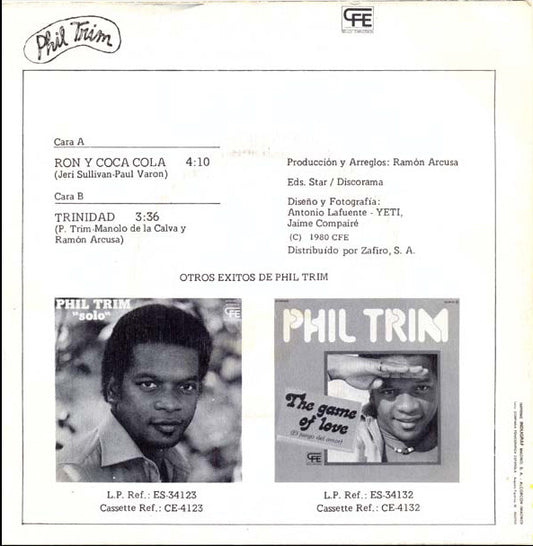 Phil Trim
CFE
Cara A
RON Y COCA COLA 4:10
(Jeri Sullivan-Paul Varon)
Cara B
TRINIDAD 3:36
(P. Trim-Manolo de la Calva y
Ramón Arcusa)
Producción y Arreglos: Ramón Arcusa
Eds. Star / Discorama
Diseño y Fotografía:
Antonio Lafuente - YETI,
Jaime Compairé
(C) 1980 CFE
Distribuído por Zafiro, S. A.
OTROS EXITOS DE PHIL TRIM
PHIL TRIM
"solo"
CFE
L.P. Ref.: ES-34123
Cassette Ref.: CE-4123
PHIL TRIM
The game
of love
(El juego del amor)
CFE
L.P. Ref.: ES-34132
Cassette Ref.: CE-4132